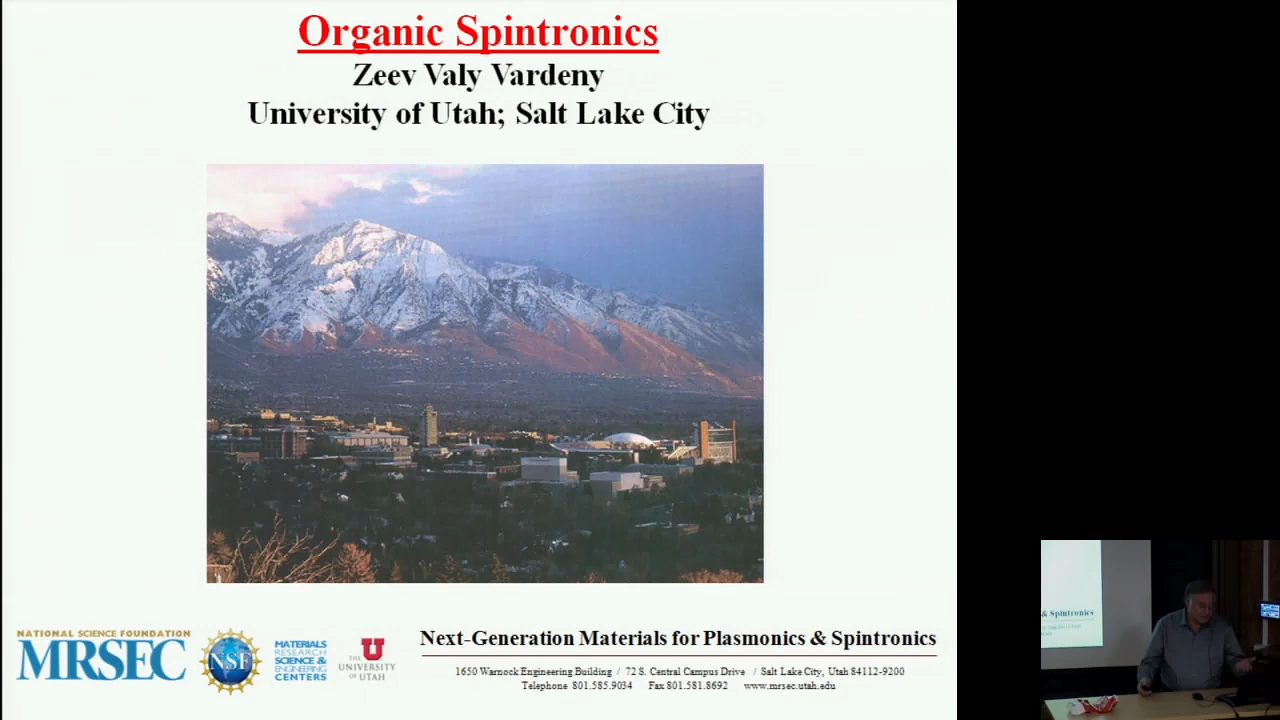 Organic Spintronics
Zeev Valy Vardeny
University of Utah; Salt Lake City
NATIONAL SCIENCE FOUNDATION
MRSEC
NSF
MATERIALS
RESEARCH
SCIENCE &
ENGINEERING
CENTERS
U
THE
UNIVERSITY
OF UTAH
Next-Generation Materials for Plasmonics & Spintronics
1650 Warnock Engineering Building / 72 S. Central Campus Drive / Salt Lake City, Utah 84112-9200
Telephone 801.585.9034 Fax 801.581.8692 www.mrsec.utah.edu
& Spintronics